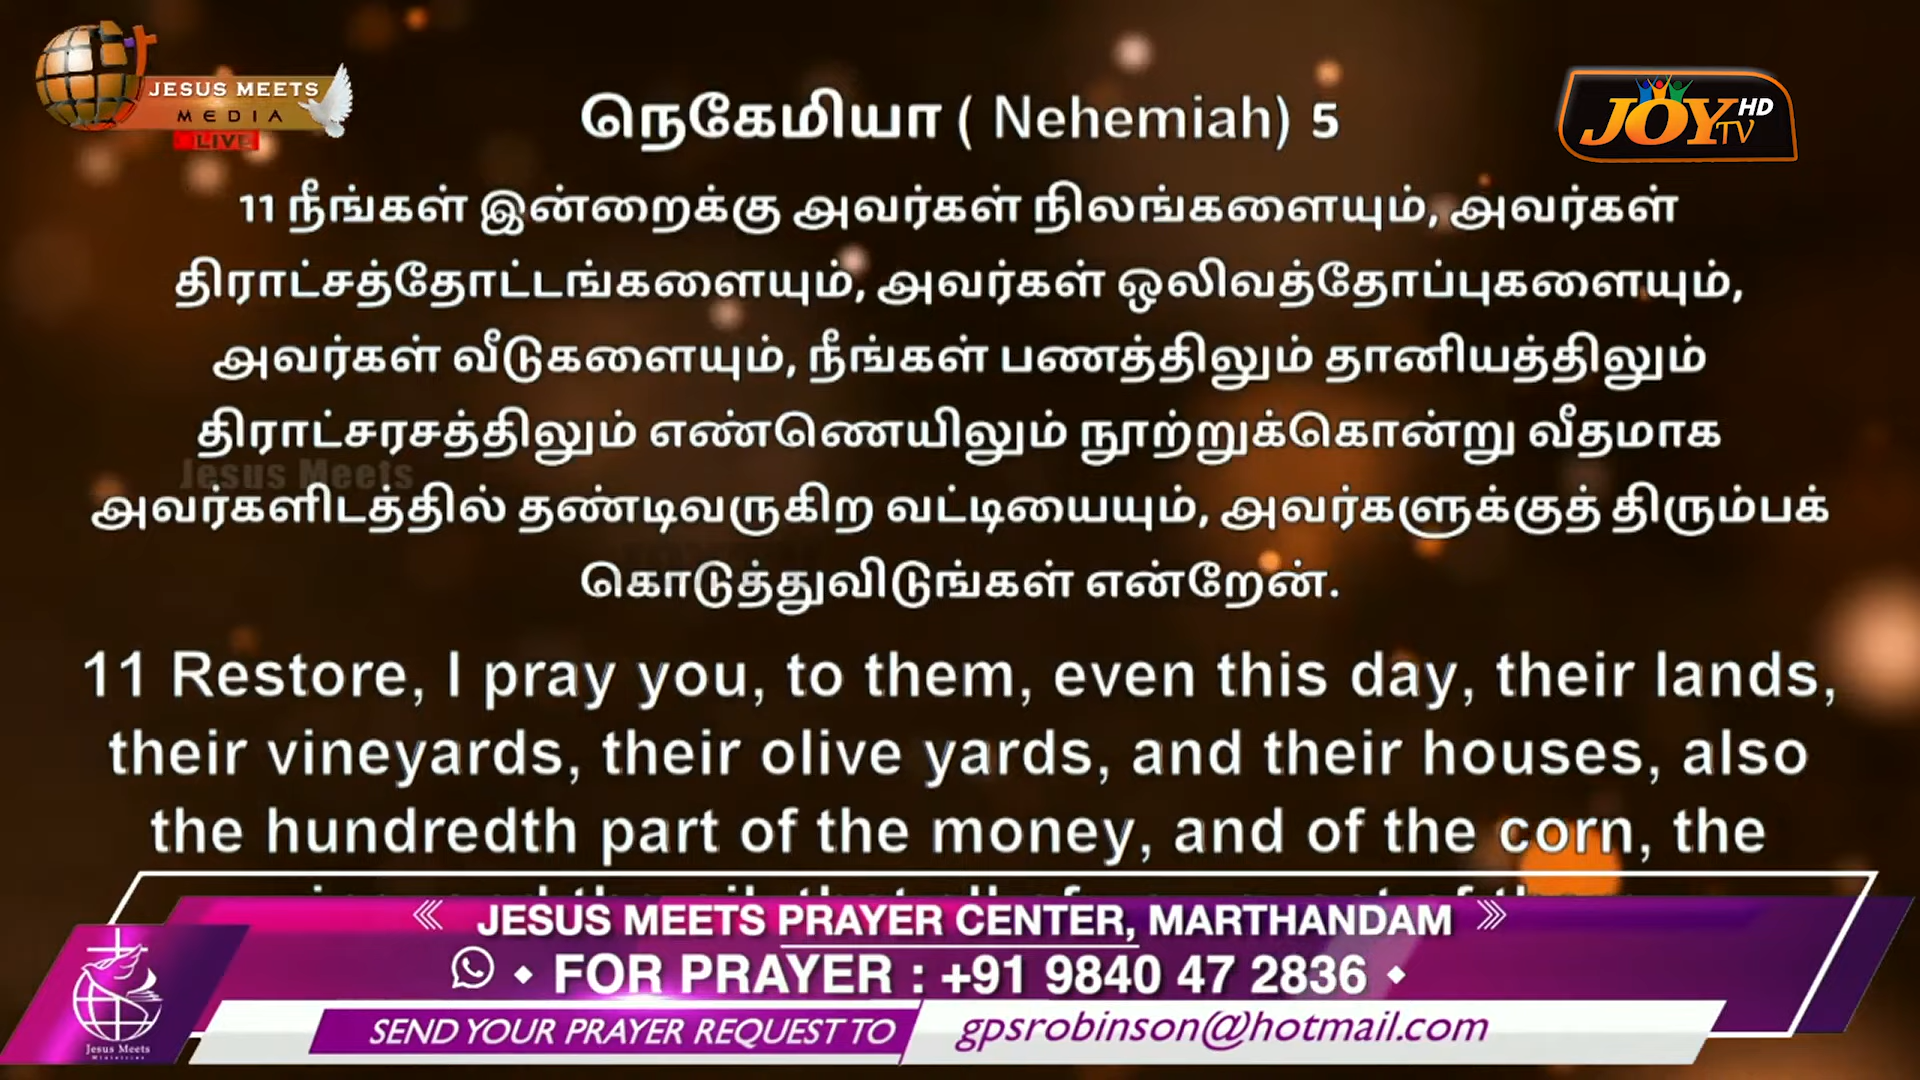 JESUS MEETS
MEDIA
LIVE
JOY TV HD
நெகேமியா ( Nehemiah) 5
11 நீங்கள் இன்றைக்கு அவர்கள் நிலங்களையும், அவர்கள்
திராட்சத்தோட்டங்களையும், அவர்கள் ஒலிவத்தோப்புகளையும்,
அவர்கள் வீடுகளையும், நீங்கள் பணத்திலும் தானியத்திலும்
திராட்சரசத்திலும் எண்ணெயிலும் நூற்றுக்கொன்று வீதமாக
Jesus Meets
அவர்களிடத்தில் தண்டிவருகிற வட்டியையும், அவர்களுக்குத் திரும்பக்
கொடுத்துவிடுங்கள் என்றேன்.
11 Restore, I pray you, to them, even this day, their lands,
their vineyards, their olive yards, and their houses, also
the hundredth part of the money, and of the corn, the
« JESUS MEETS PRAYER CENTER, MARTHANDAM »
• FOR PRAYER : +91 9840 47 2836 •
SEND YOUR PRAYER REQUEST TO gpsrobinson@hotmail.com
Jesus Meets
Ministries